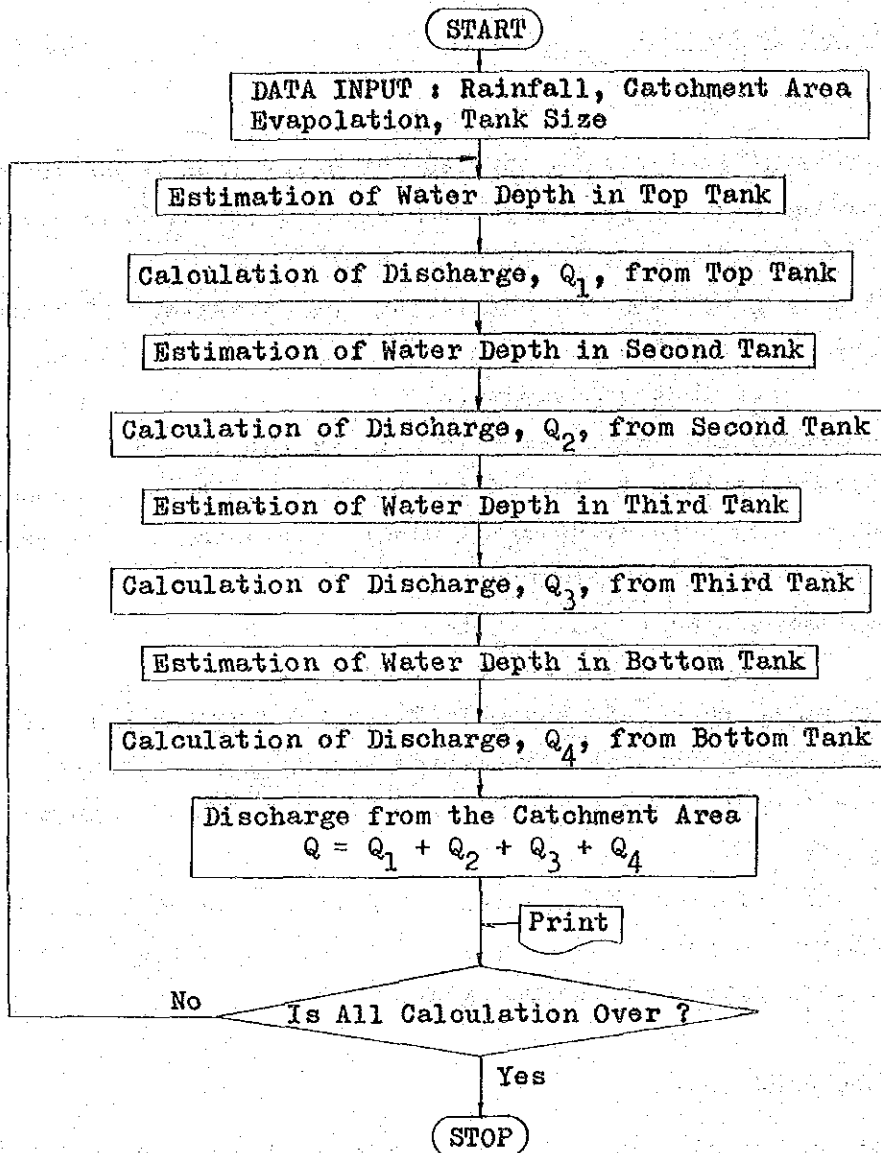 START
DATA INPUT : Rainfall, Catchment Area
Evapolation, Tank Size
Estimation of Water Depth in Top Tank
Calculation of Discharge, Q₁, from Top Tank
Estimation of Water Depth in Second Tank
Calculation of Discharge, Q₂, from Second Tank
Estimation of Water Depth in Third Tank
Calculation of Discharge, Q₃, from Third Tank
Estimation of Water Depth in Bottom Tank
Calculation of Discharge, Q₄, from Bottom Tank
Discharge from the Catchment Area
Q = Q₁ + Q₂ + Q₃ + Q₄
Print
No
Is All Calculation Over ?
Yes
STOP